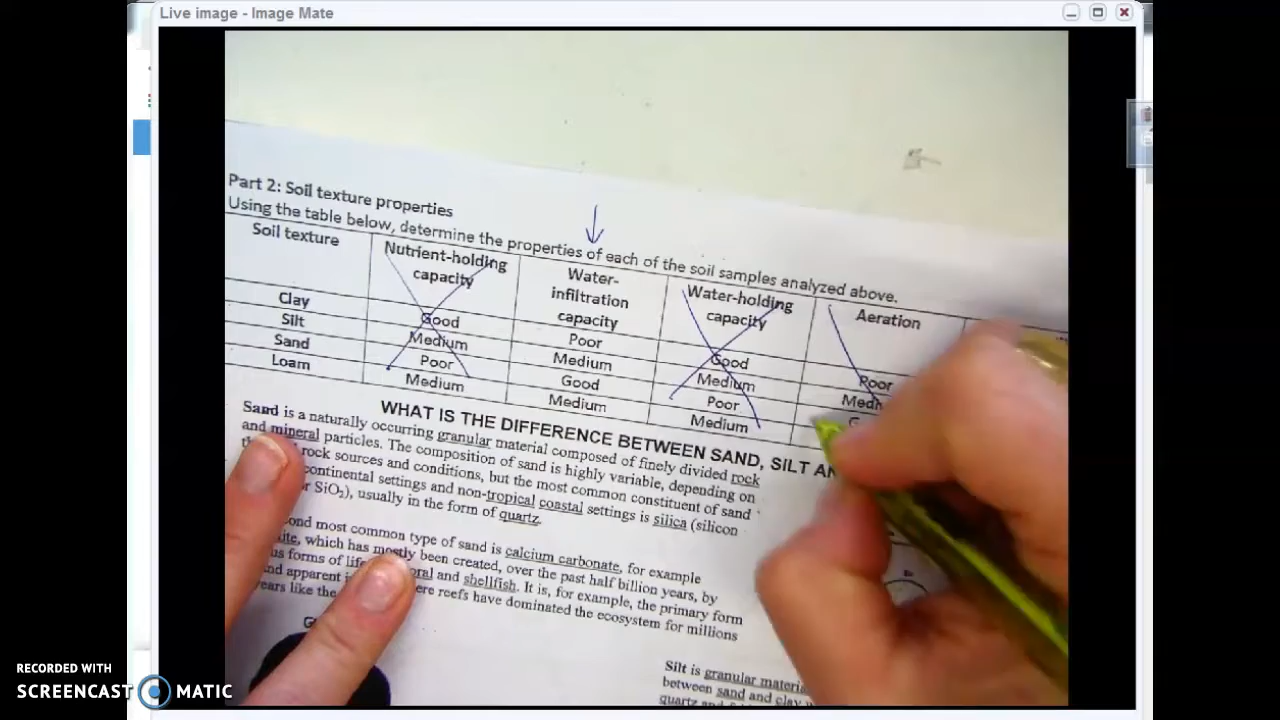 Live image - Image Mate
Part 2: Soil texture properties
Using the table below, determine the properties of each of the soil samples analyzed above.
Soil texture Nutrient-holding capacity Water-infiltration capacity Water-holding capacity Aeration
Clay Good Poor Good Poor
Silt Medium Medium Medium
Sand Poor Good Poor
Loam Medium Medium Medium
WHAT IS THE DIFFERENCE BETWEEN SAND, SILT
Sand is a naturally occurring granular material composed of finely divided rock
and mineral particles. The composition of sand is highly variable, depending on
rock sources and conditions, but the most common constituent of sand
continental settings and non-tropical coastal settings is silica (silicon
SiO₂), usually in the form of quartz.
most common type of sand is calcium carbonate, for example
which has mostly been created, over the past half billion years, by
forms of and shellfish. It is, for example, the primary form
apparent reefs have dominated the ecosystem for millions
years like the
Silt is granular
between sand and clay
quartz
RECORDED WITH
SCREENCAST MATIC